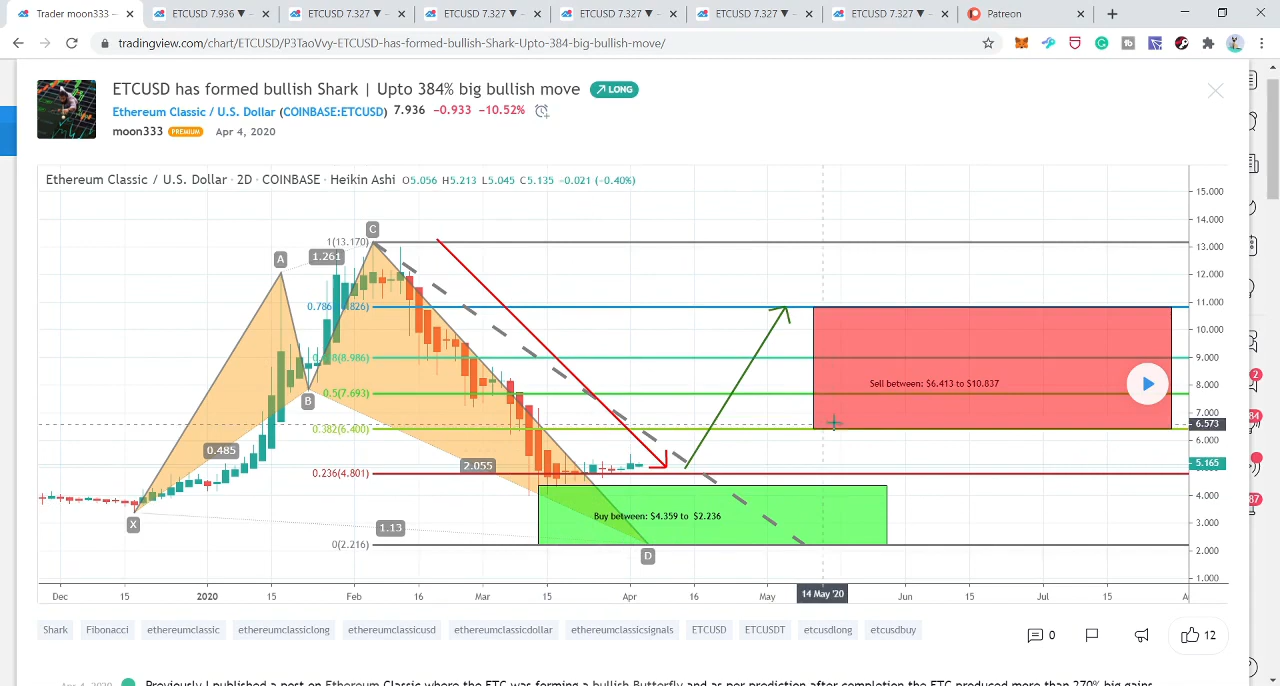 Trader moon333 –
ETCUSD 7.936 ▼ –
ETCUSD 7.327 ▼ –
ETCUSD 7.327 ▼ –
ETCUSD 7.327 ▼ –
ETCUSD 7.327 ▼ –
ETCUSD 7.327 ▼ –
Patreon
tradingview.com/chart/ETCUSD/P3TaoVvy-ETCUSD-has-formed-bullish-Shark-Upto-384-big-bullish-move/
ETCUSD has formed bullish Shark | Upto 384% big bullish move
LONG
Ethereum Classic / U.S. Dollar (COINBASE:ETCUSD) 7.936 −0.933 −10.52%
moon333 PREMIUM Apr 4, 2020
Ethereum Classic / U.S. Dollar · 2D · COINBASE · Heikin Ashi O5.056 H5.213 L5.045 C5.135 −0.021 (−0.40%)
15.000
14.000
13.000
12.000
11.000
10.000
9.000
8.000
7.000
6.573
6.000
5.165
4.000
3.000
2.000
1.000
C
1(13.170)
A
1.261
B
0.5(7.693)
0.382(6.400)
0.485
2.055
0.236(4.801)
X
1.13
0(2.216)
D
Sell between: $6.413 to $10.837
Buy between: $4.359 to $2.236
Dec 15 2020 15 Feb 16 Mar 15 Apr 16 May 14 May '20 Jun 15 Jul 15 A
Shark Fibonacci ethereumclassic ethereumclassiclong ethereumclassicusd ethereumclassicdollar ethereumclassicsignals ETCUSD ETCUSDT etcusdlong etcusdbuy
0
12
2
84
87
Apr 4, 2020
Previously I published a post on Ethereum Classic where the ETC was forming a bullish Butterfly and as per prediction after completion the ETC produced more than 270% big gains